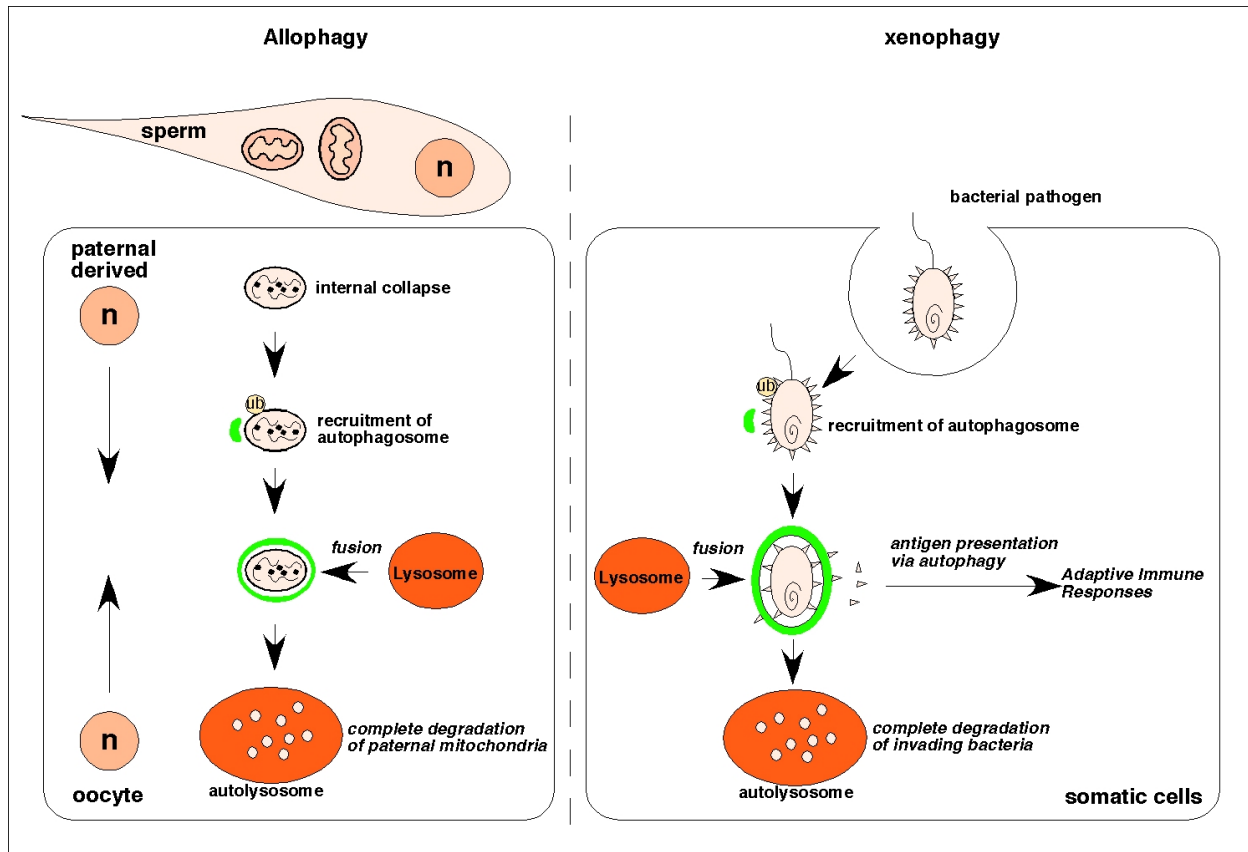 Allophagy
sperm
n
paternal
derived
n
internal collapse
ub
recruitment of
autophagosome
fusion
Lysosome
n
oocyte
complete degradation
of paternal mitochondria
autolysosome
xenophagy
bacterial pathogen
ub
recruitment of autophagosome
Lysosome
fusion
antigen presentation
via autophagy
Adaptive Immune
Responses
complete degradation
of invading bacteria
autolysosome
somatic cells